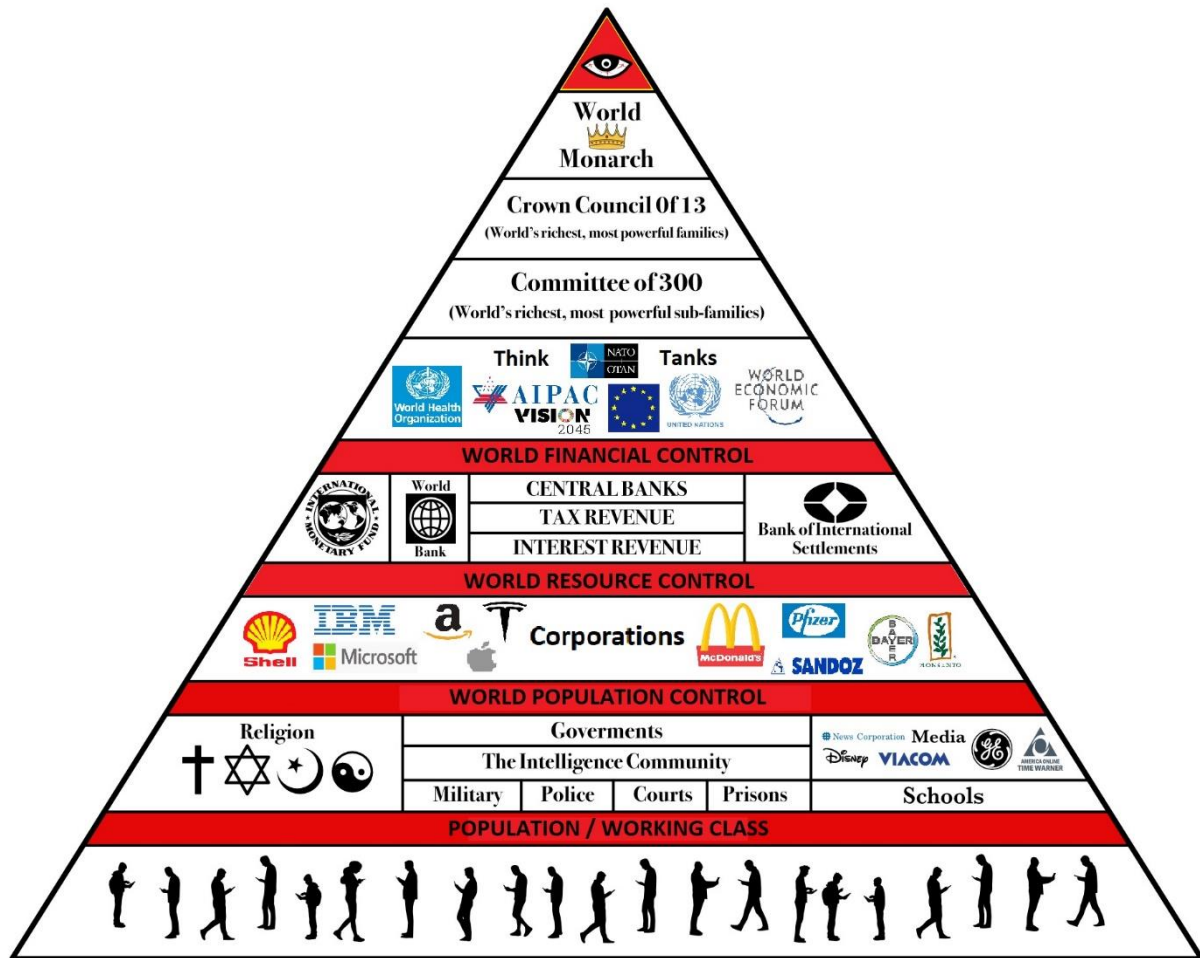 World
Monarch
Crown Council 0f 13
(World's richest, most powerful families)
Committee of 300
(World's richest, most powerful sub-families)
Think
NATO
OTAN
Tanks
World Health
Organization
AIPAC
VISION
2045
UNITED NATIONS
WORLD
ECONOMIC
FORUM
WORLD FINANCIAL CONTROL
INTERNATIONAL
MONETARY FUND
World
Bank
CENTRAL BANKS
TAX REVENUE
INTEREST REVENUE
Bank of International
Settlements
WORLD RESOURCE CONTROL
Shell
IBM
Microsoft
a
Corporations
McDonald's
Pfizer
SANDOZ
BAYER
BAYER
MONSANTO
WORLD POPULATION CONTROL
Religion
Goverments
The Intelligence Community
Military
Police
Courts
Prisons
News Corporation
Media
Disney
VIACOM
GE
AMERICA ONLINE
TIME WARNER
Schools
POPULATION / WORKING CLASS